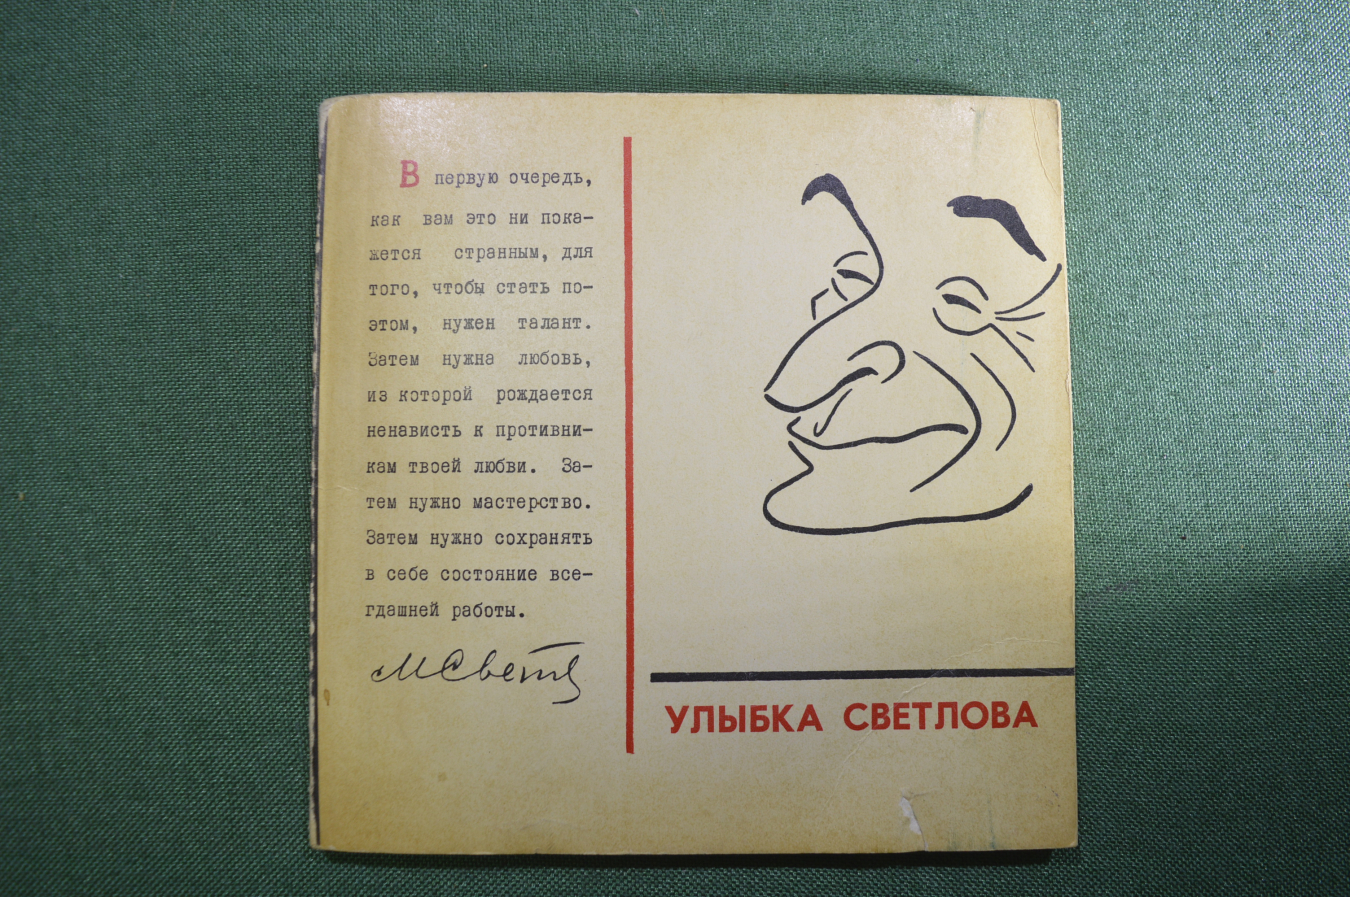 В первую очередь,
как вам это ни пока-
жется странным, для
того, чтобы стать по-
этом, нужен талант.
Затем нужна любовь,
из которой рождается
ненависть к противни-
кам твоей любви. За-
тем нужно мастерство.
Затем нужно сохранять
в себе состояние все-
гдашней работы.
МСветл
УЛЫБКА СВЕТЛОВА